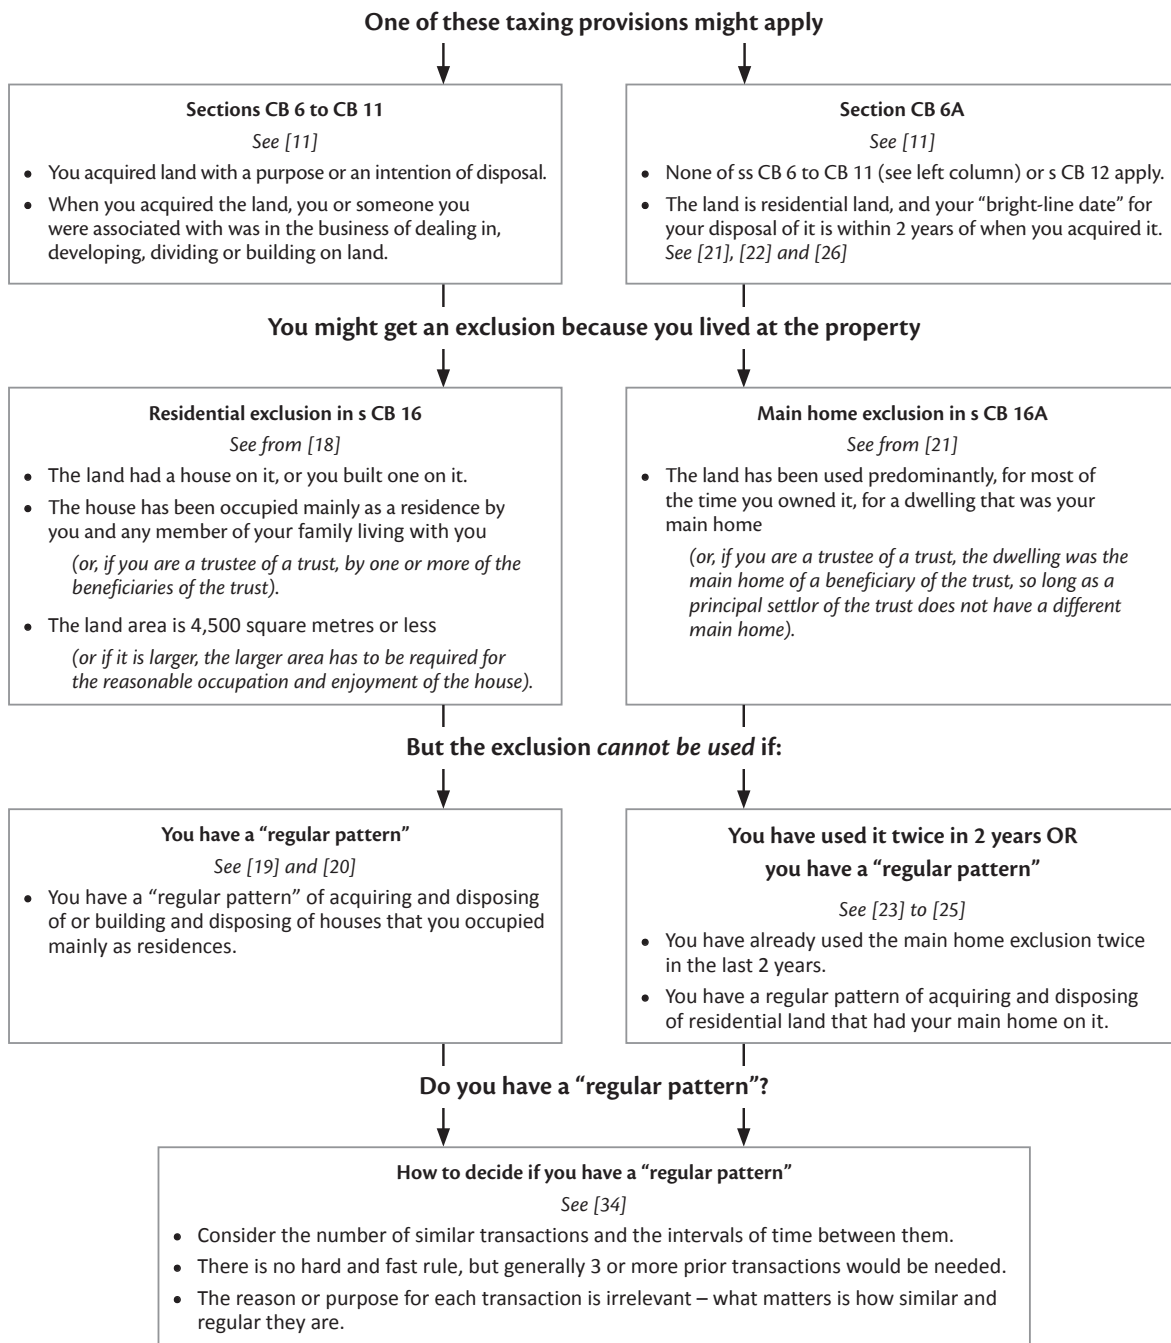 One of these taxing provisions might apply
Sections CB 6 to CB 11
See [11]
• You acquired land with a purpose or an intention of disposal.
• When you acquired the land, you or someone you
were associated with was in the business of dealing in,
developing, dividing or building on land.
Section CB 6A
See [11]
• None of ss CB 6 to CB 11 (see left column) or s CB 12 apply.
• The land is residential land, and your “bright-line date” for
your disposal of it is within 2 years of when you acquired it.
See [21], [22] and [26]
You might get an exclusion because you lived at the property
Residential exclusion in s CB 16
See from [18]
• The land had a house on it, or you built one on it.
• The house has been occupied mainly as a residence by
you and any member of your family living with you
(or, if you are a trustee of a trust, by one or more of the
beneficiaries of the trust).
• The land area is 4,500 square metres or less
(or if it is larger, the larger area has to be required for
the reasonable occupation and enjoyment of the house).
Main home exclusion in s CB 16A
See from [21]
• The land has been used predominantly, for most of
the time you owned it, for a dwelling that was your
main home
(or, if you are a trustee of a trust, the dwelling was the
main home of a beneficiary of the trust, so long as a
principal settlor of the trust does not have a different
main home).
But the exclusion cannot be used if:
You have a “regular pattern”
See [19] and [20]
• You have a “regular pattern” of acquiring and disposing
of or building and disposing of houses that you occupied
mainly as residences.
You have used it twice in 2 years OR
you have a “regular pattern”
See [23] to [25]
• You have already used the main home exclusion twice
in the last 2 years.
• You have a regular pattern of acquiring and disposing
of residential land that had your main home on it.
Do you have a “regular pattern”?
How to decide if you have a “regular pattern”
See [34]
• Consider the number of similar transactions and the intervals of time between them.
• There is no hard and fast rule, but generally 3 or more prior transactions would be needed.
• The reason or purpose for each transaction is irrelevant – what matters is how similar and
regular they are.